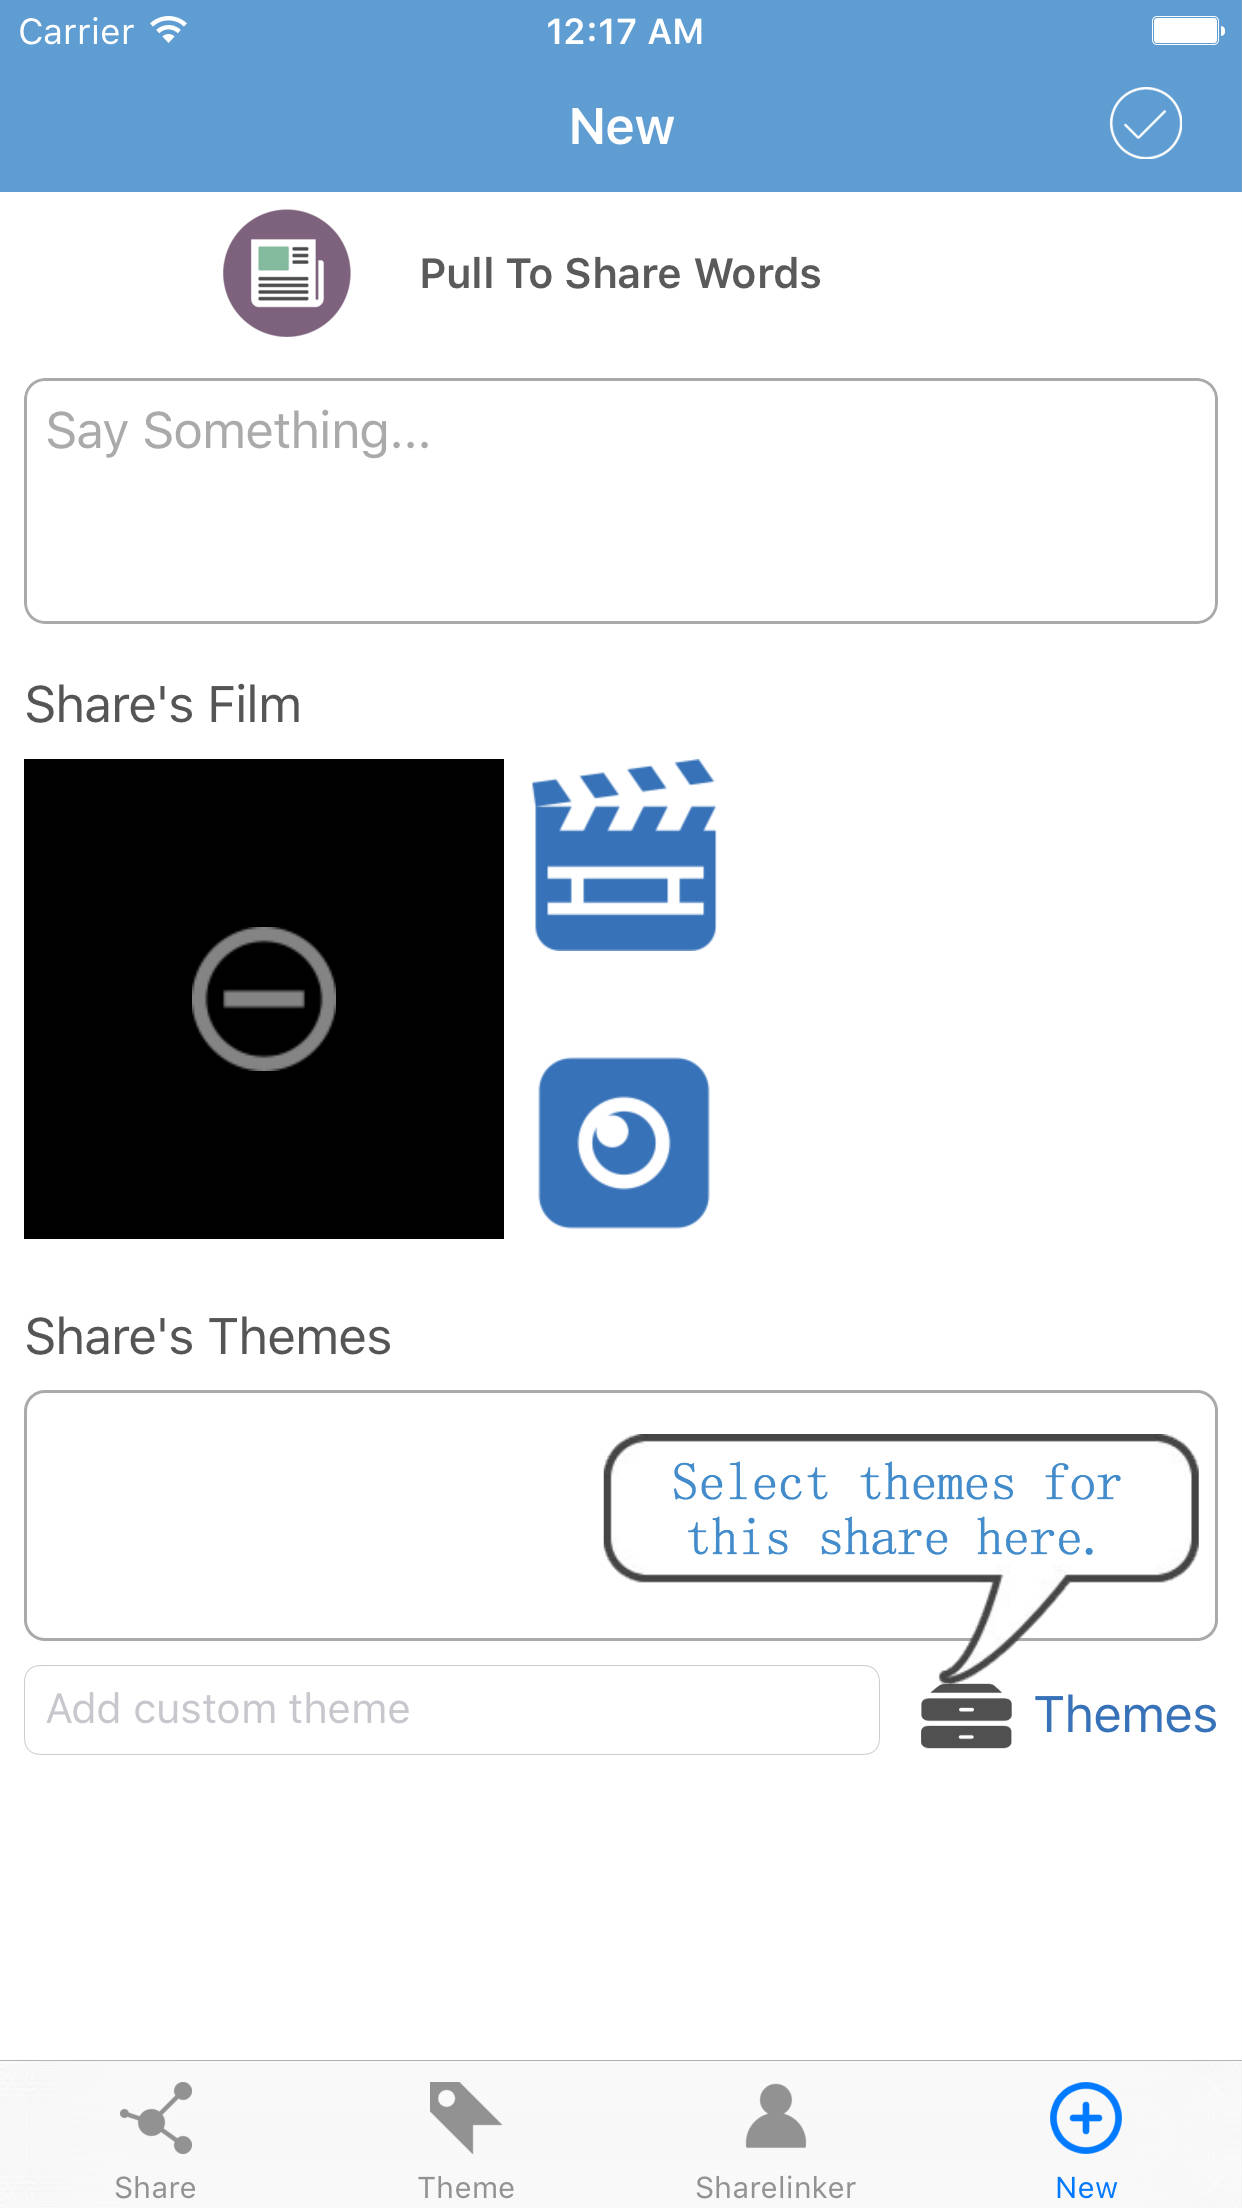 Carrier 12:17 AM
New
Pull To Share Words
Say Something...
Share's Film
Share's Themes
Select themes for
this share here.
Add custom theme
Themes
Share Theme Sharelinker New